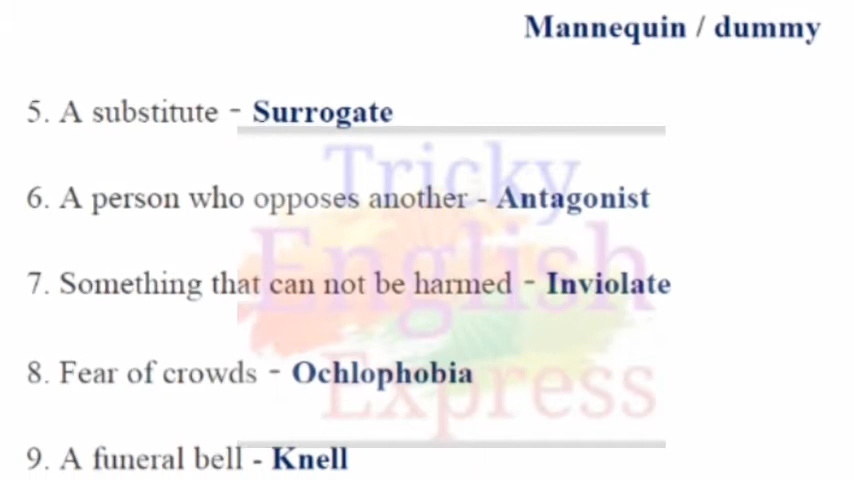 Mannequin / dummy
5. A substitute - Surrogate
Tricky
6. A person who opposes another - Antagonist
English
7. Something that can not be harmed - Inviolate
8. Fear of crowds - Ochlophobia
Express
9. A funeral bell - Knell